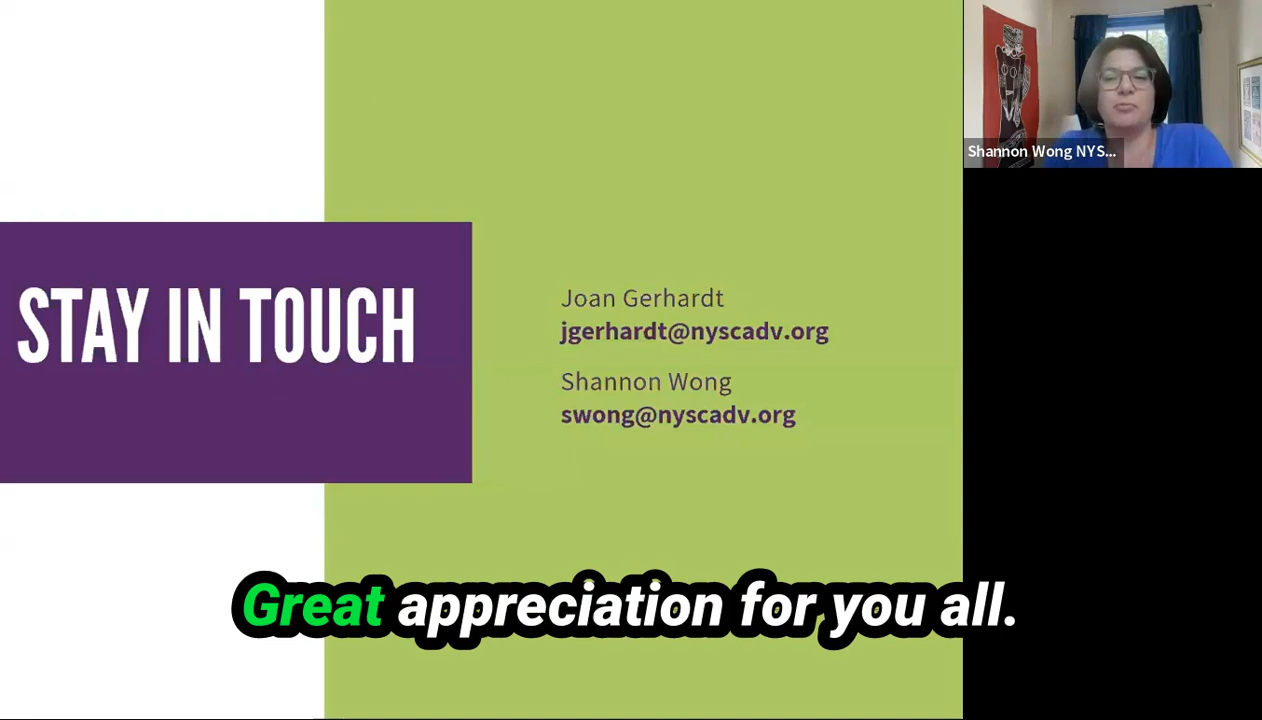 Shannon Wong NYS...
STAY IN TOUCH
Joan Gerhardt
jgerhardt@nyscadv.org
Shannon Wong
swong@nyscadv.org
Great appreciation for you all.